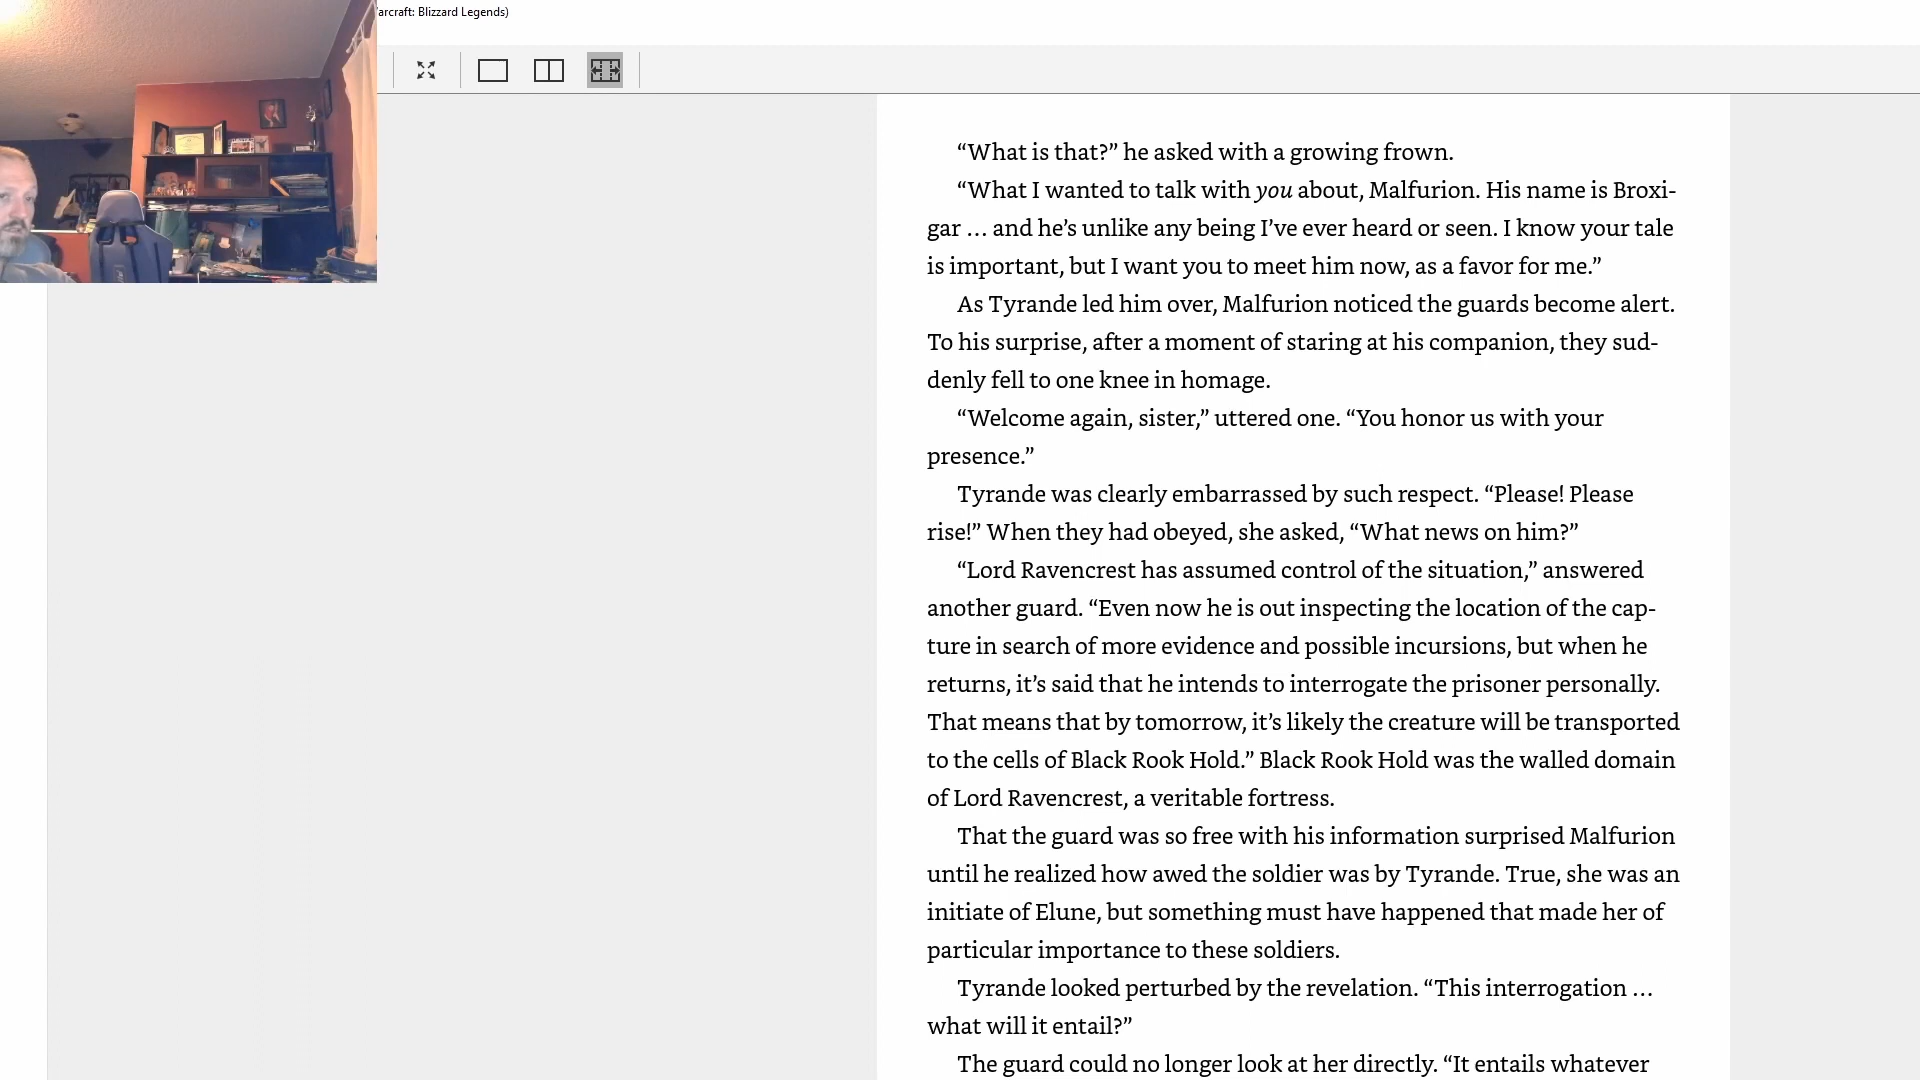 arcraft: Blizzard Legends)
“What is that?” he asked with a growing frown.
“What I wanted to talk with you about, Malfurion. His name is Broxi-
gar … and he’s unlike any being I’ve ever heard or seen. I know your tale
is important, but I want you to meet him now, as a favor for me.”
As Tyrande led him over, Malfurion noticed the guards become alert.
To his surprise, after a moment of staring at his companion, they sud-
denly fell to one knee in homage.
“Welcome again, sister,” uttered one. “You honor us with your
presence.”
Tyrande was clearly embarrassed by such respect. “Please! Please
rise!” When they had obeyed, she asked, “What news on him?”
“Lord Ravencrest has assumed control of the situation,” answered
another guard. “Even now he is out inspecting the location of the cap-
ture in search of more evidence and possible incursions, but when he
returns, it’s said that he intends to interrogate the prisoner personally.
That means that by tomorrow, it’s likely the creature will be transported
to the cells of Black Rook Hold.” Black Rook Hold was the walled domain
of Lord Ravencrest, a veritable fortress.
That the guard was so free with his information surprised Malfurion
until he realized how awed the soldier was by Tyrande. True, she was an
initiate of Elune, but something must have happened that made her of
particular importance to these soldiers.
Tyrande looked perturbed by the revelation. “This interrogation …
what will it entail?”
The guard could no longer look at her directly. “It entails whatever